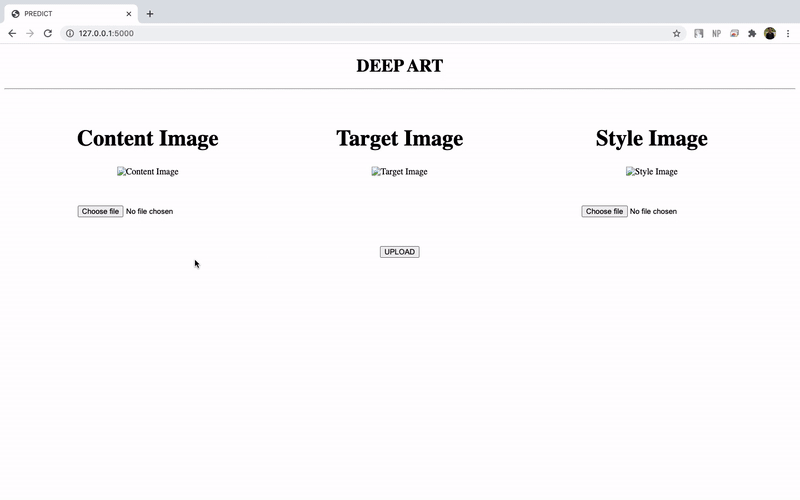 PREDICT
127.0.0.1:5000
NP
DEEP ART
Content Image Target Image Style Image
Content Image Target Image Style Image
Choose file No file chosen Choose file No file chosen
UPLOAD